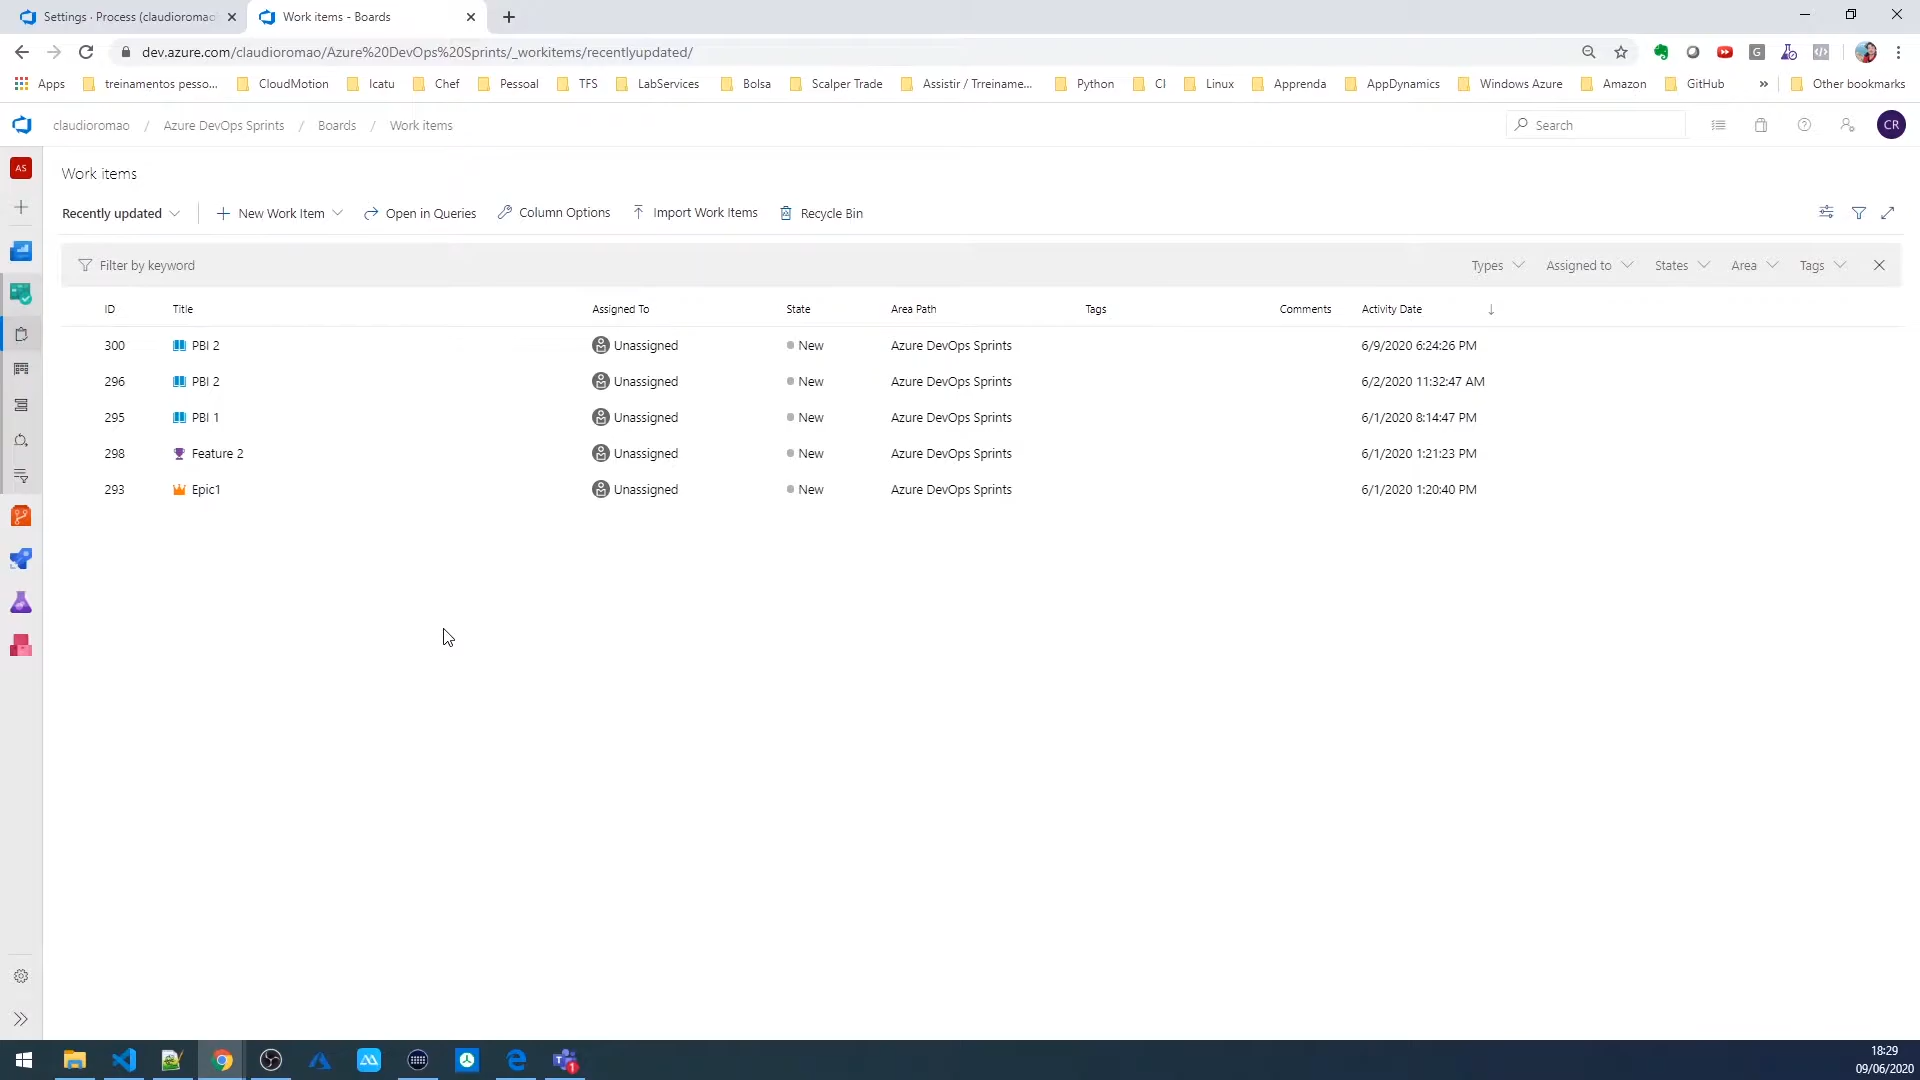 Settings · Process (claudioromao
Work items - Boards
dev.azure.com/claudioromao/Azure%20DevOps%20Sprints/_workitems/recentlyupdated/
Apps
treinamentos pesso...
CloudMotion
Icatu
Chef
Pessoal
TFS
LabServices
Bolsa
Scalper Trade
Assistir / Trreiname...
Python
CI
Linux
Apprenda
AppDynamics
Windows Azure
Amazon
GitHub
»
Other bookmarks
claudioromao / Azure DevOps Sprints / Boards / Work items
Search
CR
AS
Work items
Recently updated
New Work Item
Open in Queries
Column Options
Import Work Items
Recycle Bin
Filter by keyword
Types
Assigned to
States
Area
Tags
ID Title Assigned To State Area Path Tags Comments Activity Date
300 PBI 2 Unassigned New Azure DevOps Sprints 6/9/2020 6:24:26 PM
296 PBI 2 Unassigned New Azure DevOps Sprints 6/2/2020 11:32:47 AM
295 PBI 1 Unassigned New Azure DevOps Sprints 6/1/2020 8:14:47 PM
298 Feature 2 Unassigned New Azure DevOps Sprints 6/1/2020 1:21:23 PM
293 Epic1 Unassigned New Azure DevOps Sprints 6/1/2020 1:20:40 PM
18:29
09/06/2020